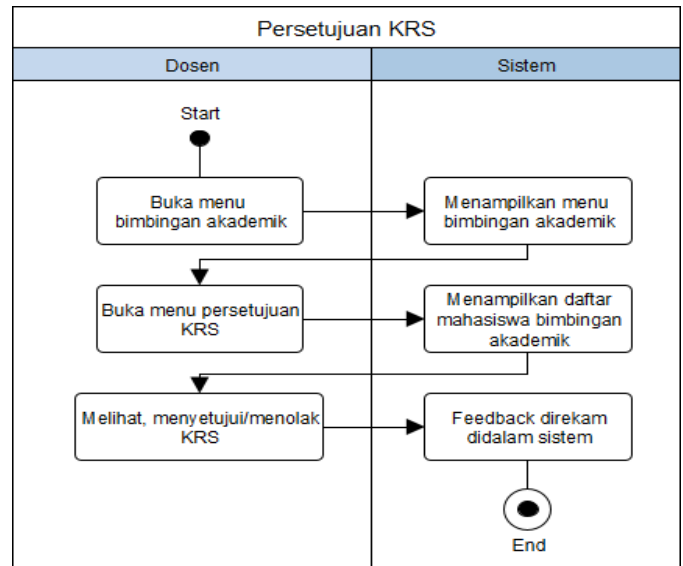 Persetujuan KRS
Dosen
Sistem
Start
Buka menu
bimbingan akademik
Menampilkan menu
bimbingan akademik
Buka menu persetujuan
KRS
Menampilkan daftar
mahasiswa bimbingan
akademik
Melihat, menyetujui/menolak
KRS
Feedback direkam
didalam sistem
End